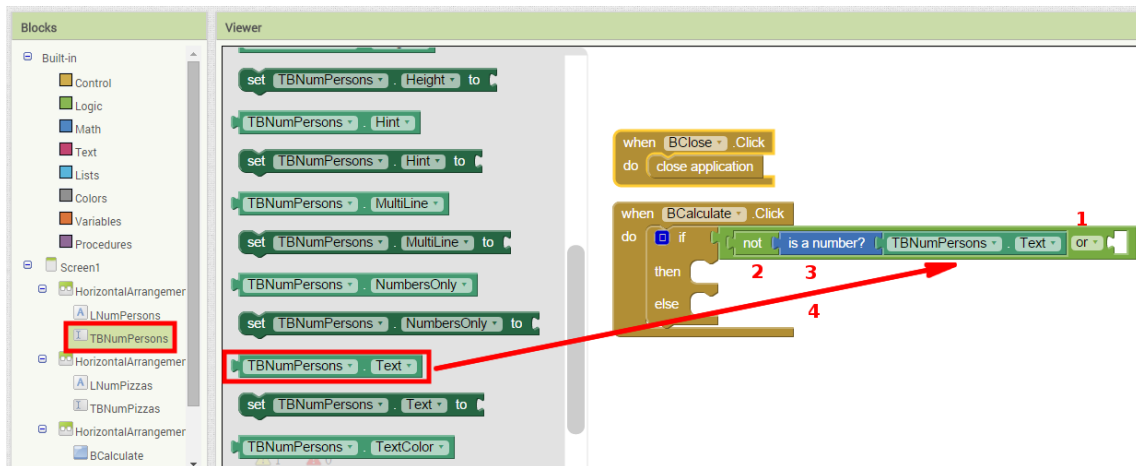 Blocks
Viewer
Built-in
Control
Logic
Math
Text
Lists
Colors
Variables
Procedures
Screen1
HorizontalArrangemer
LNumPersons
TBNumPersons
HorizontalArrangemer
LNumPizzas
TBNumPizzas
HorizontalArrangemer
BCalculate
set TBNumPersons . Height to
TBNumPersons . Hint
set TBNumPersons . Hint to
TBNumPersons . MultiLine
set TBNumPersons . MultiLine to
TBNumPersons . NumbersOnly
set TBNumPersons . NumbersOnly to
TBNumPersons . Text
set TBNumPersons . Text to
TBNumPersons . TextColor
when BClose .Click
do close application
when BCalculate .Click
1
do if not is a number? TBNumPersons . Text or
2 3
then
else
4